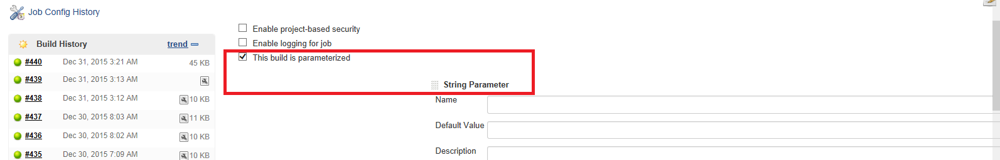 Job Config History
Build History trend
#440 Dec 31, 2015 3:21 AM 45 KB
#439 Dec 31, 2015 3:13 AM
#438 Dec 31, 2015 3:12 AM 10 KB
#437 Dec 30, 2015 8:03 AM 11 KB
#436 Dec 30, 2015 8:02 AM 10 KB
#435 Dec 30, 2015 7:09 AM 10 KB
Enable project-based security
Enable logging for job
This build is parameterized
String Parameter
Name
Default Value
Description